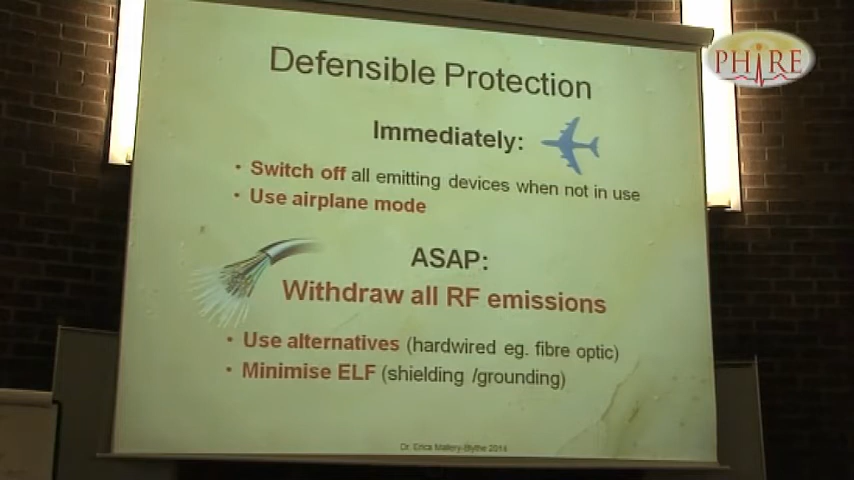 PHiRE
Defensible Protection
Immediately:
• Switch off all emitting devices when not in use
• Use airplane mode
ASAP:
Withdraw all RF emissions
• Use alternatives (hardwired eg. fibre optic)
• Minimise ELF (shielding /grounding)
Dr. Erica Mallery-Blythe 2014